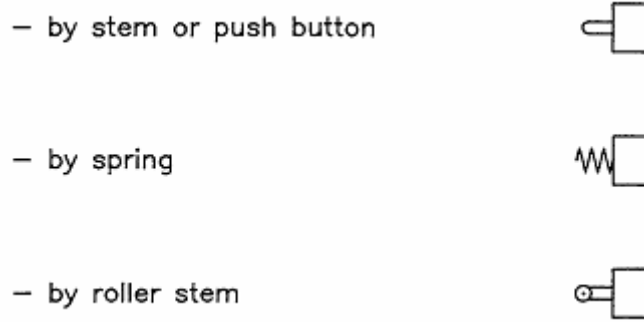 – by stem or push button
– by spring
– by roller stem